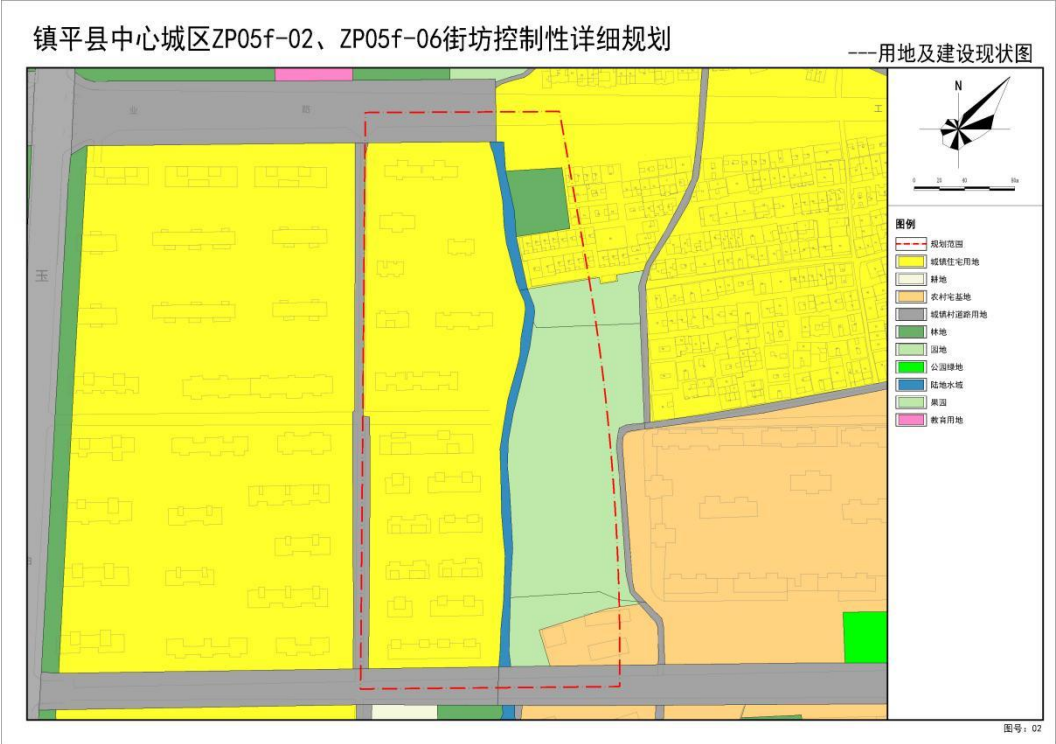 镇平县中心城区ZP05f-02、ZP05f-06街坊控制性详细规划
---用地及建设现状图
业
路
工
玉
N
0 20 40 80m
图例
规划范围
城镇住宅用地
耕地
农村宅基地
城镇村道路用地
林地
园地
公园绿地
陆地水域
果园
教育用地
图号：02